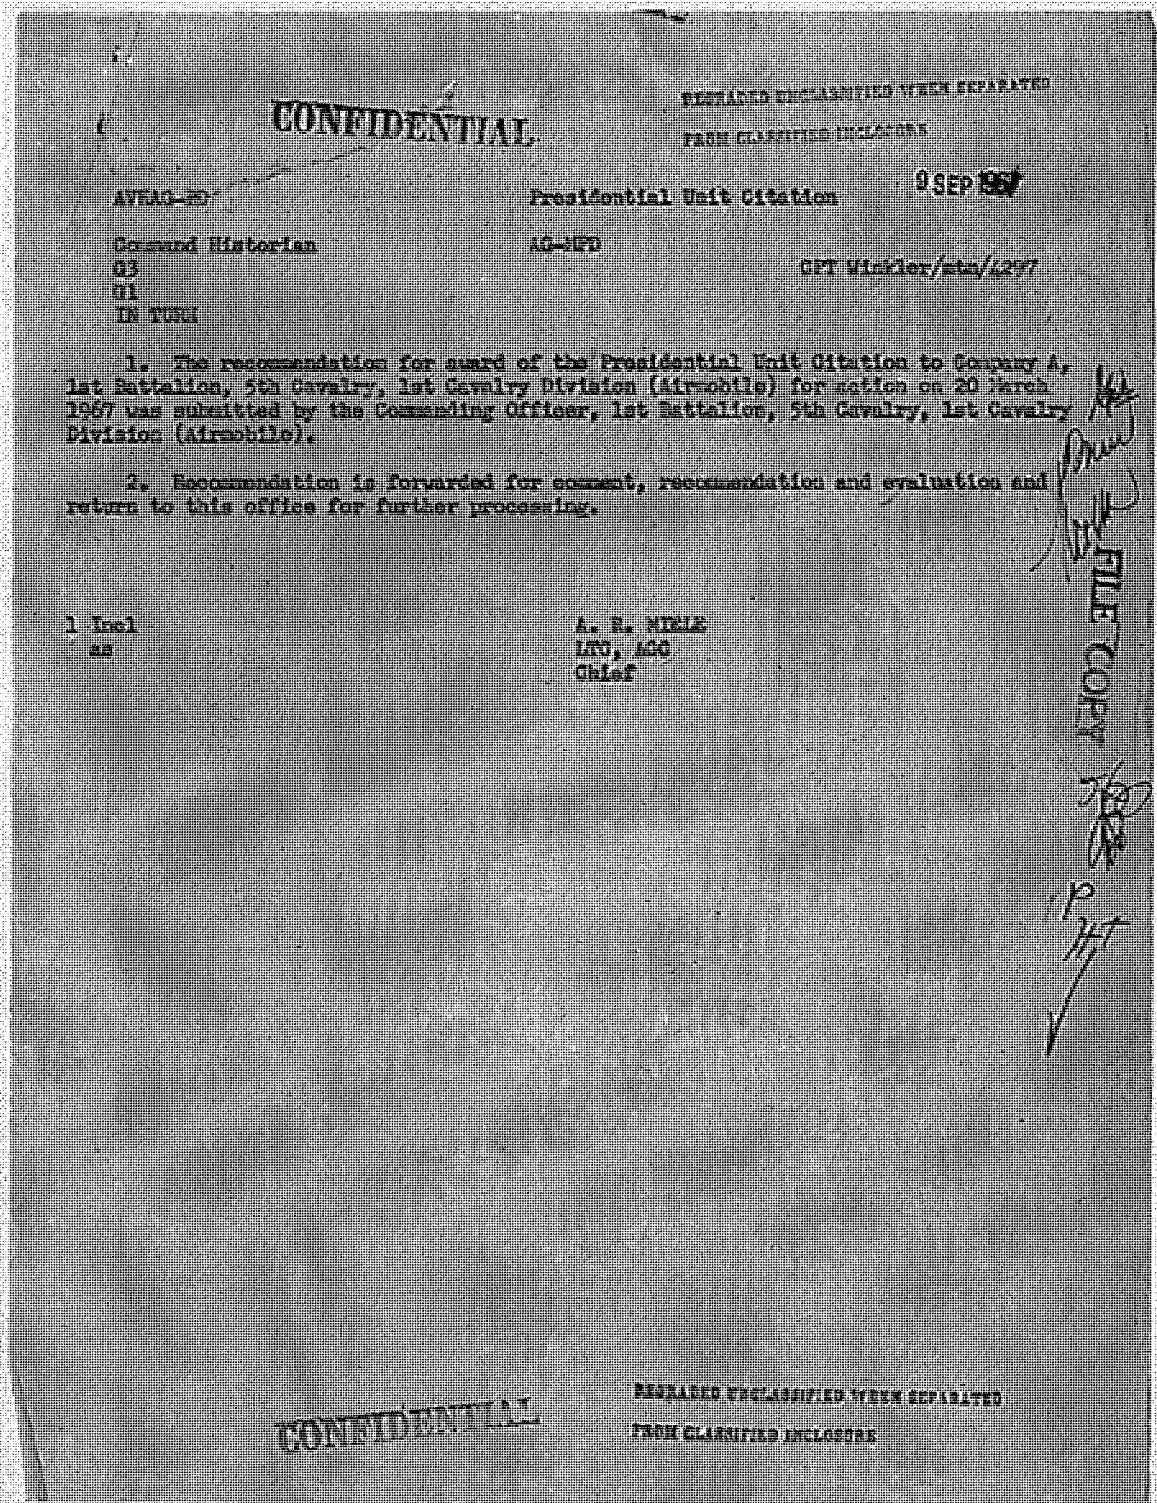 CONFIDENTIAL
REGRADED UNCLASSIFIED WHEN SEPARATED
FROM CLASSIFIED INCLOSURE
9 SEP 1967
Presidential Unit Citation
Command Historian
G3
G1
IN TURN
AG-MPD
CPT Winkler/mtn/4297
1. The recommendation for award of the Presidential Unit Citation to Company A,
1st Battalion, 5th Cavalry, 1st Cavalry Division (Airmobile) for action on 20 March
1967 was submitted by the Commanding Officer, 1st Battalion, 5th Cavalry, 1st Cavalry
Division (Airmobile).
2. Recommendation is forwarded for comment, recommendation and evaluation and
return to this office for further processing.
1 Incl
as
A. R.
LTC, AGC
Chief
FILE COPY
CONFIDENTIAL
REGRADED UNCLASSIFIED WHEN SEPARATED
FROM CLASSIFIED INCLOSURE